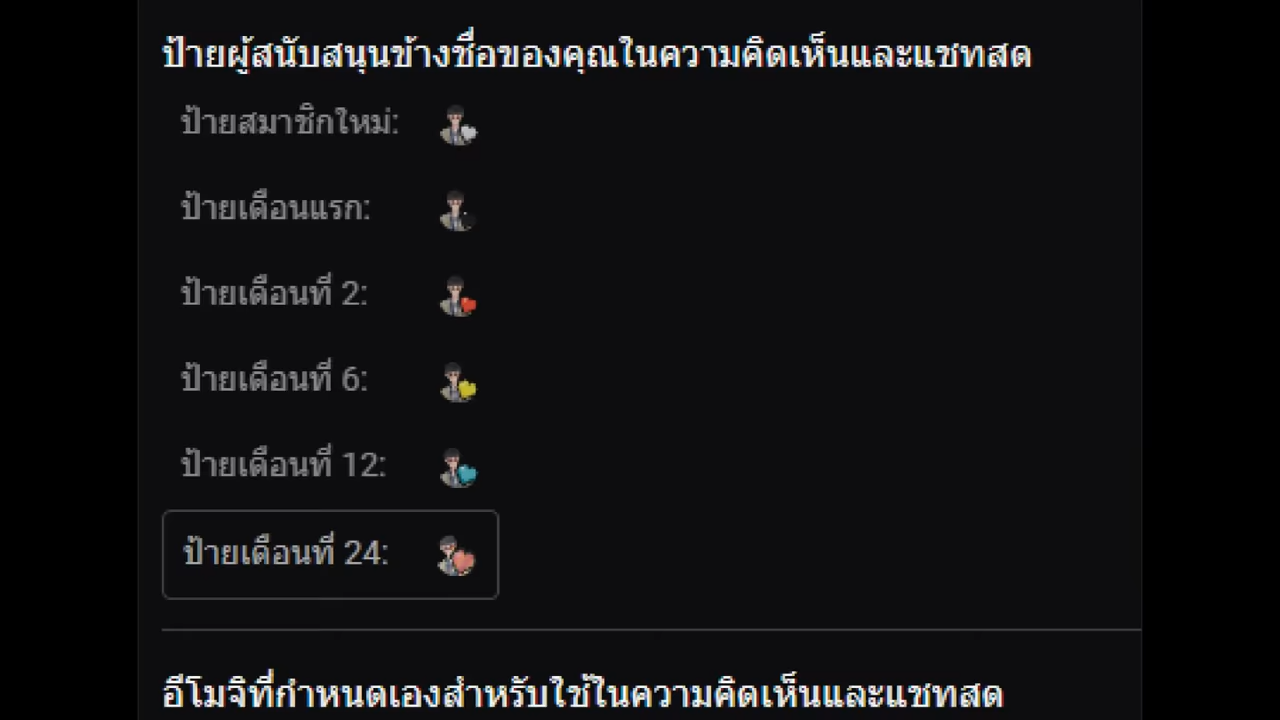 ป้ายผู้สนับสนุนข้างชื่อของคุณในความคิดเห็นและแชทสด
ป้ายสมาชิกใหม่:
ป้ายเดือนแรก:
ป้ายเดือนที่ 2:
ป้ายเดือนที่ 6:
ป้ายเดือนที่ 12:
ป้ายเดือนที่ 24:
อีโมจิที่กำหนดเองสำหรับใช้ในความคิดเห็นและแชทสด